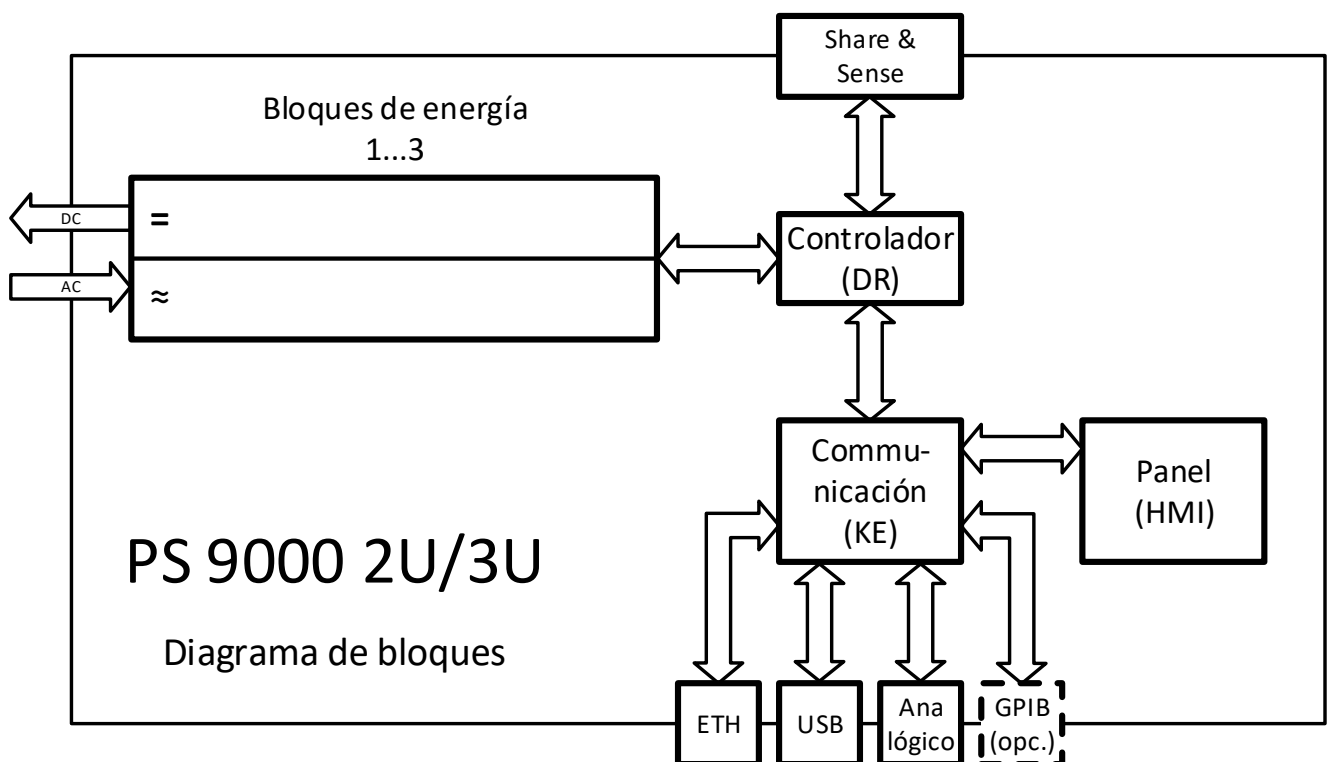 Share &
Sense
Bloques de energía
1...3
DC
=
AC
≈
Controlador
(DR)
Commu-
nicación
(KE)
Panel
(HMI)
PS 9000 2U/3U
Diagrama de bloques
ETH
USB
Ana
lógico
GPIB
(opc.)